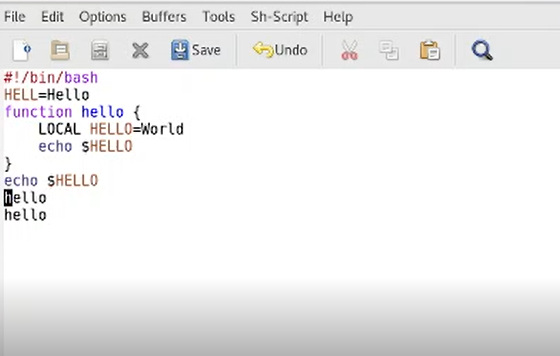 File Edit Options Buffers Tools Sh-Script Help
Save Undo
#!/bin/bash
HELL=Hello
function hello {
    LOCAL HELLO=World
    echo $HELLO
}
echo $HELLO
hello
hello